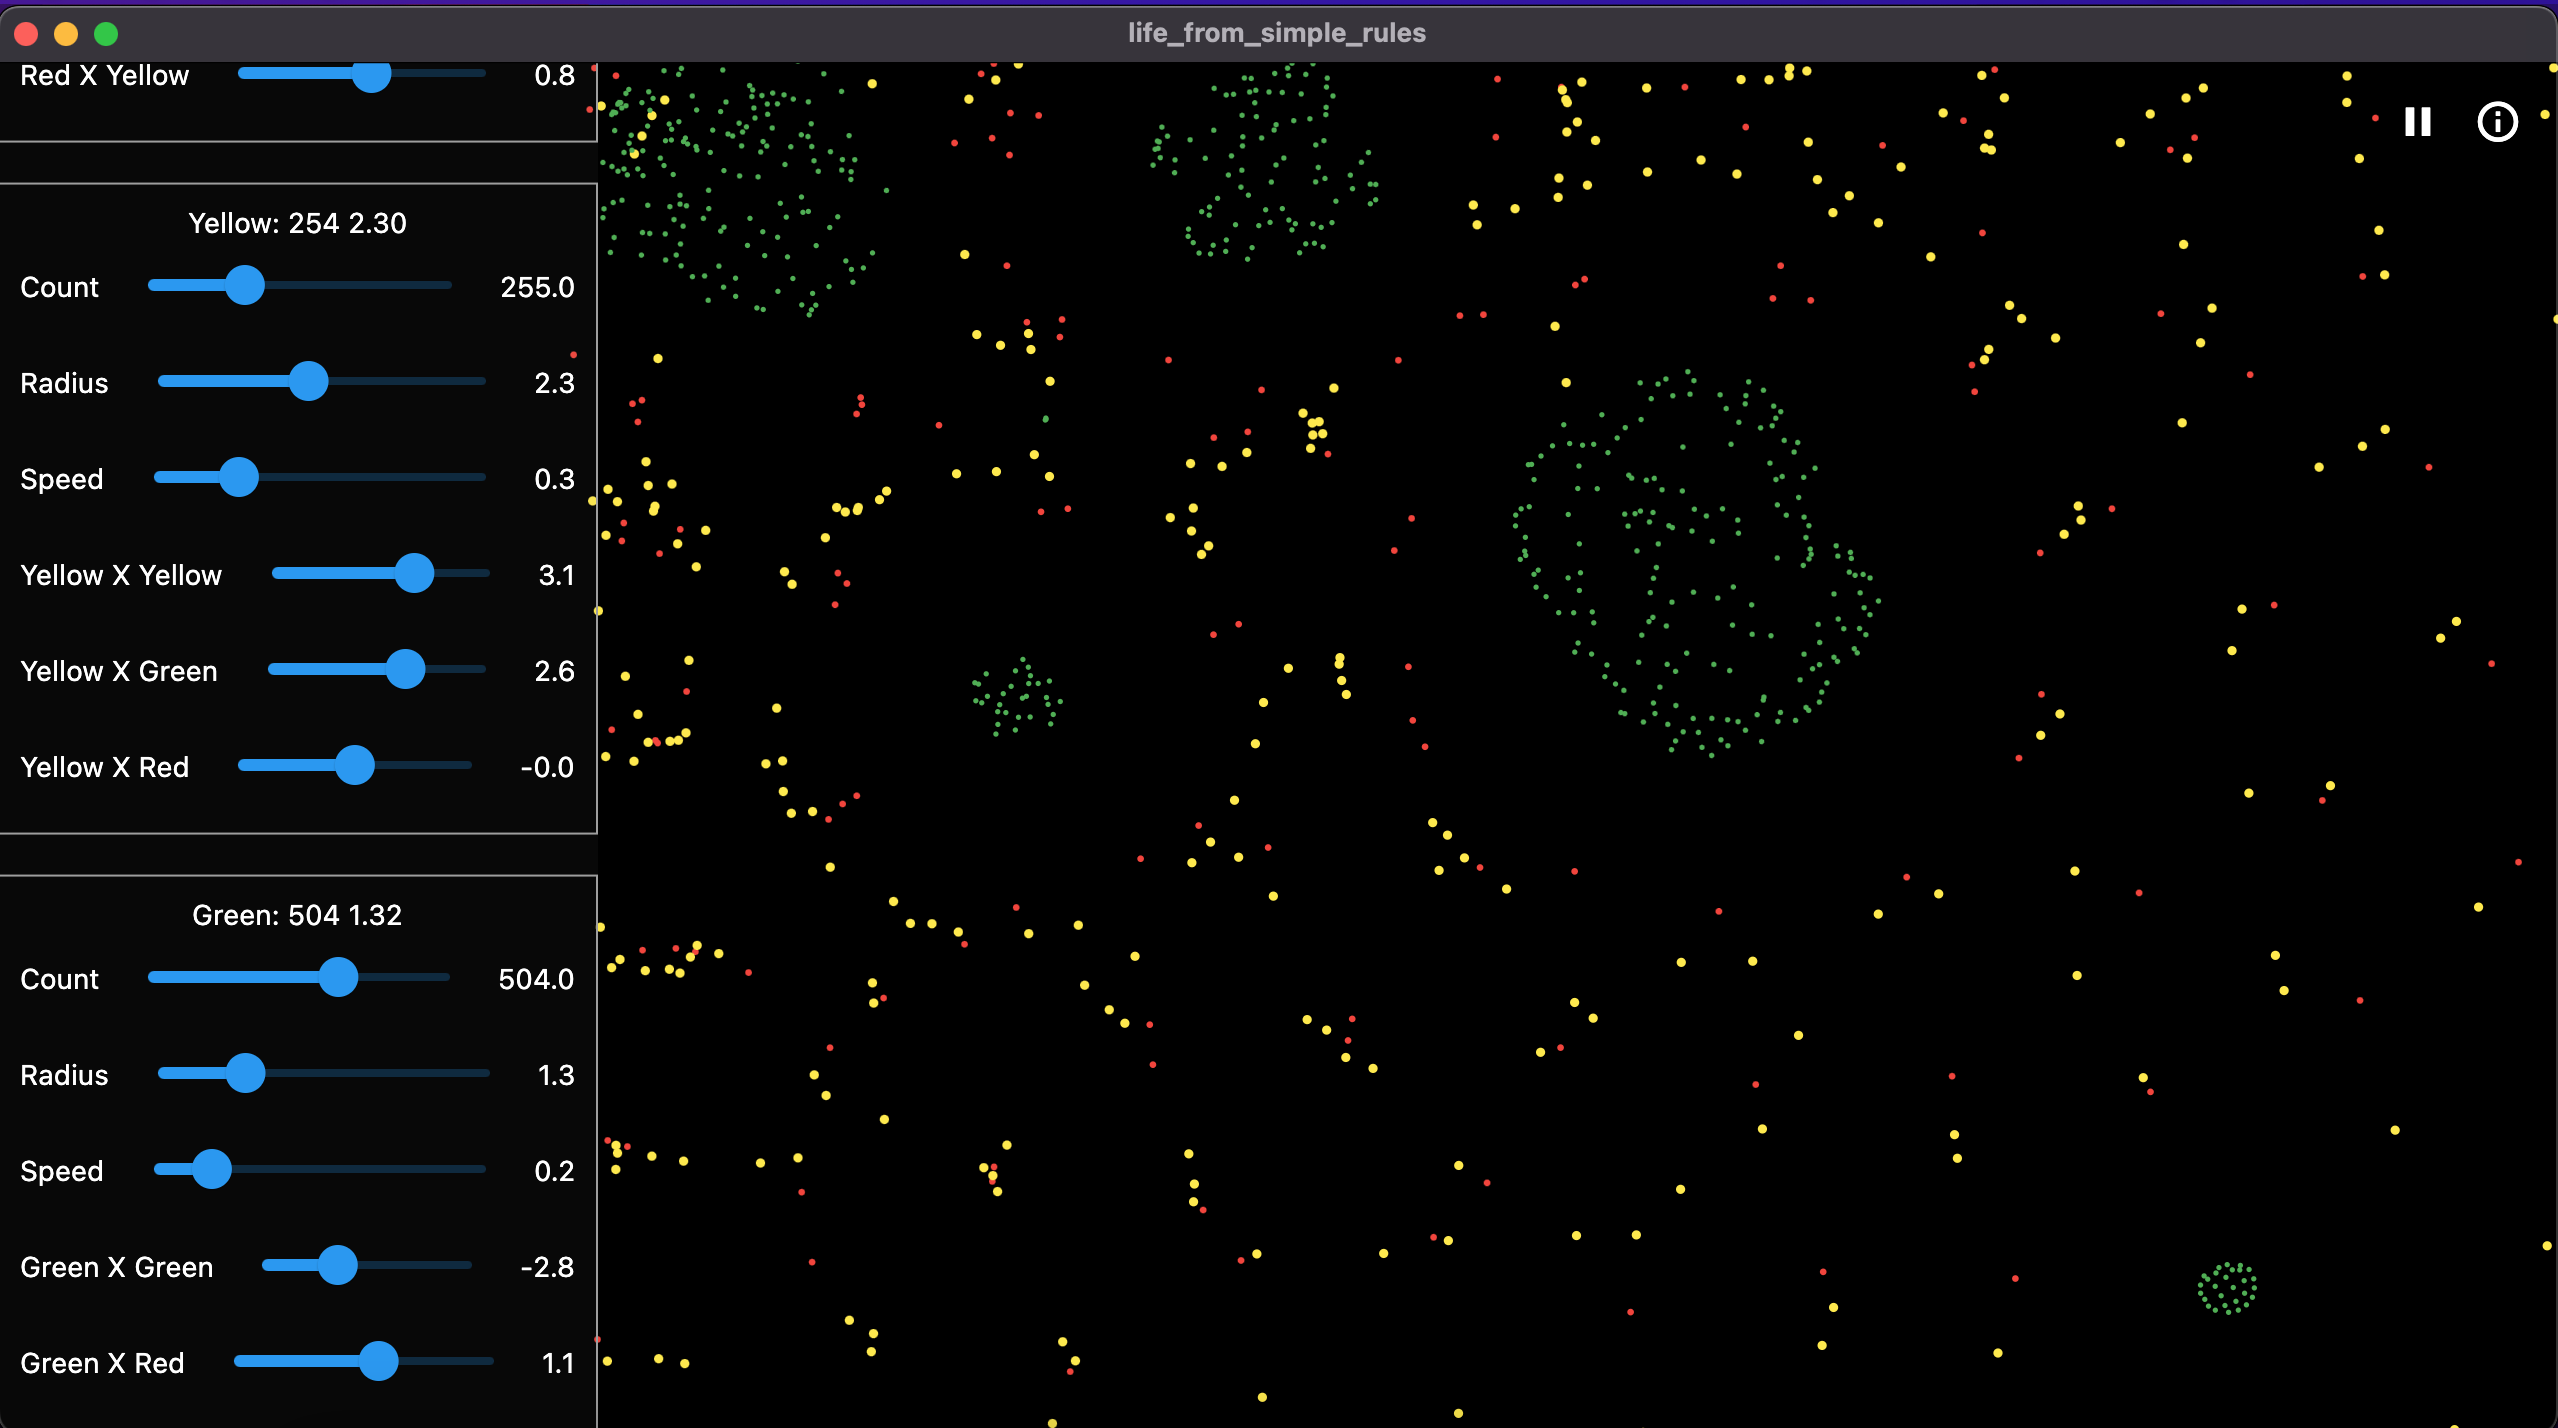 life_from_simple_rules
Red X Yellow 0.8
Yellow: 254 2.30
Count 255.0
Radius 2.3
Speed 0.3
Yellow X Yellow 3.1
Yellow X Green 2.6
Yellow X Red -0.0
Green: 504 1.32
Count 504.0
Radius 1.3
Speed 0.2
Green X Green -2.8
Green X Red 1.1